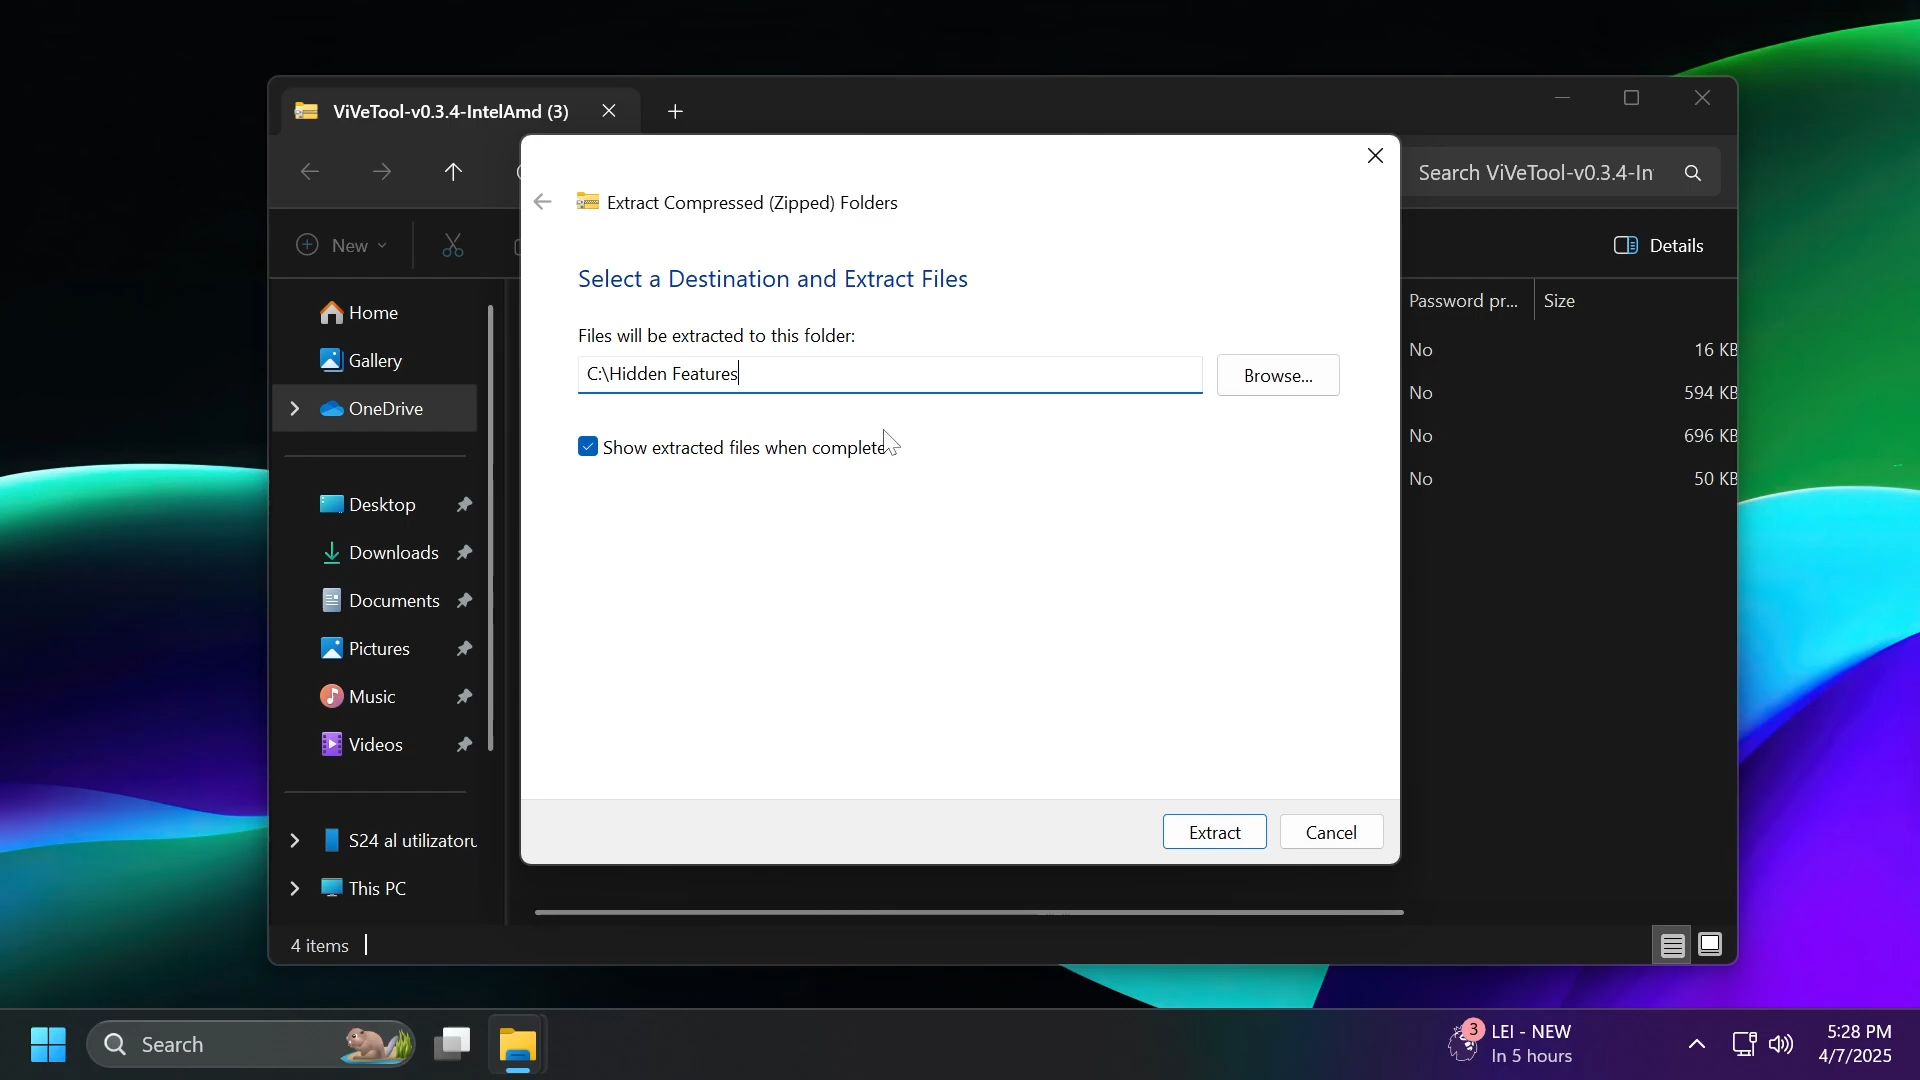 ViVeTool-v0.3.4-IntelAmd (3)
Search ViVeTool-v0.3.4-In
Extract Compressed (Zipped) Folders
New
Details
Select a Destination and Extract Files
Password pr...
Size
Home
Files will be extracted to this folder:
No
16 KB
Gallery
C:\Hidden Features
Browse...
No
594 KB
OneDrive
Show extracted files when complete
No
696 KB
No
50 KB
Desktop
Downloads
Documents
Pictures
Music
Videos
S24 al utilizatoru
Extract
Cancel
This PC
4 items
Search
3
LEI - NEW
In 5 hours
5:28 PM
4/7/2025